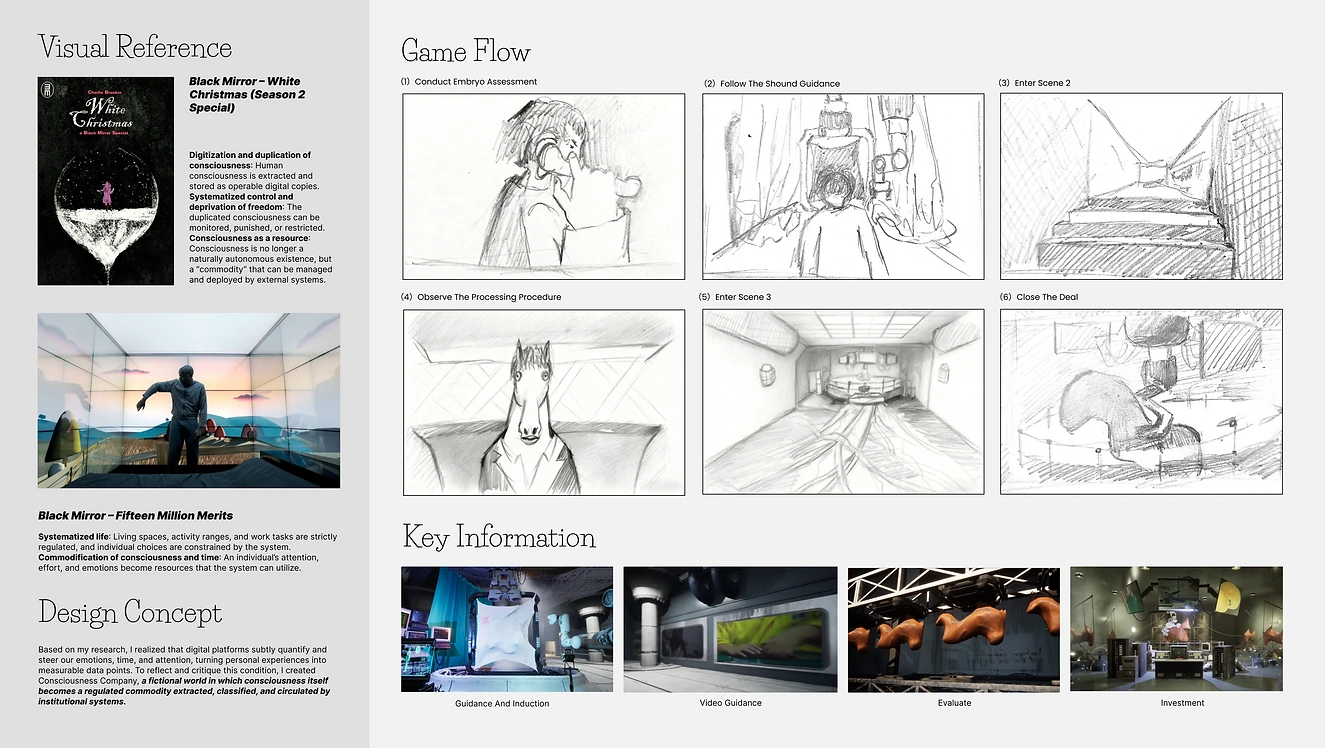 Visual Reference
Charlie Brooker
White
Christmas
a Black Mirror Special
Black Mirror – White
Christmas (Season 2
Special)
Digitization and duplication of
consciousness: Human
consciousness is extracted and
stored as operable digital copies.
Systematized control and
deprivation of freedom: The
duplicated consciousness can be
monitored, punished, or restricted.
Consciousness as a resource:
Consciousness is no longer a
naturally autonomous existence, but
a "commodity" that can be managed
and deployed by external systems.
Black Mirror – Fifteen Million Merits
Systematized life: Living spaces, activity ranges, and work tasks are strictly
regulated, and individual choices are constrained by the system.
Commodification of consciousness and time: An individual's attention,
effort, and emotions become resources that the system can utilize.
Design Concept
Based on my research, I realized that digital platforms subtly quantify and
steer our emotions, time, and attention, turning personal experiences into
measurable data points. To reflect and critique this condition, I created
Consciousness Company, a fictional world in which consciousness itself
becomes a regulated commodity extracted, classified, and circulated by
institutional systems.
Game Flow
(1) Conduct Embryo Assessment
(2) Follow The Shound Guidance
(3) Enter Scene 2
(4) Observe The Processing Procedure
(5) Enter Scene 3
(6) Close The Deal
Key Information
Guidance And Induction
Video Guidance
Evaluate
Investment